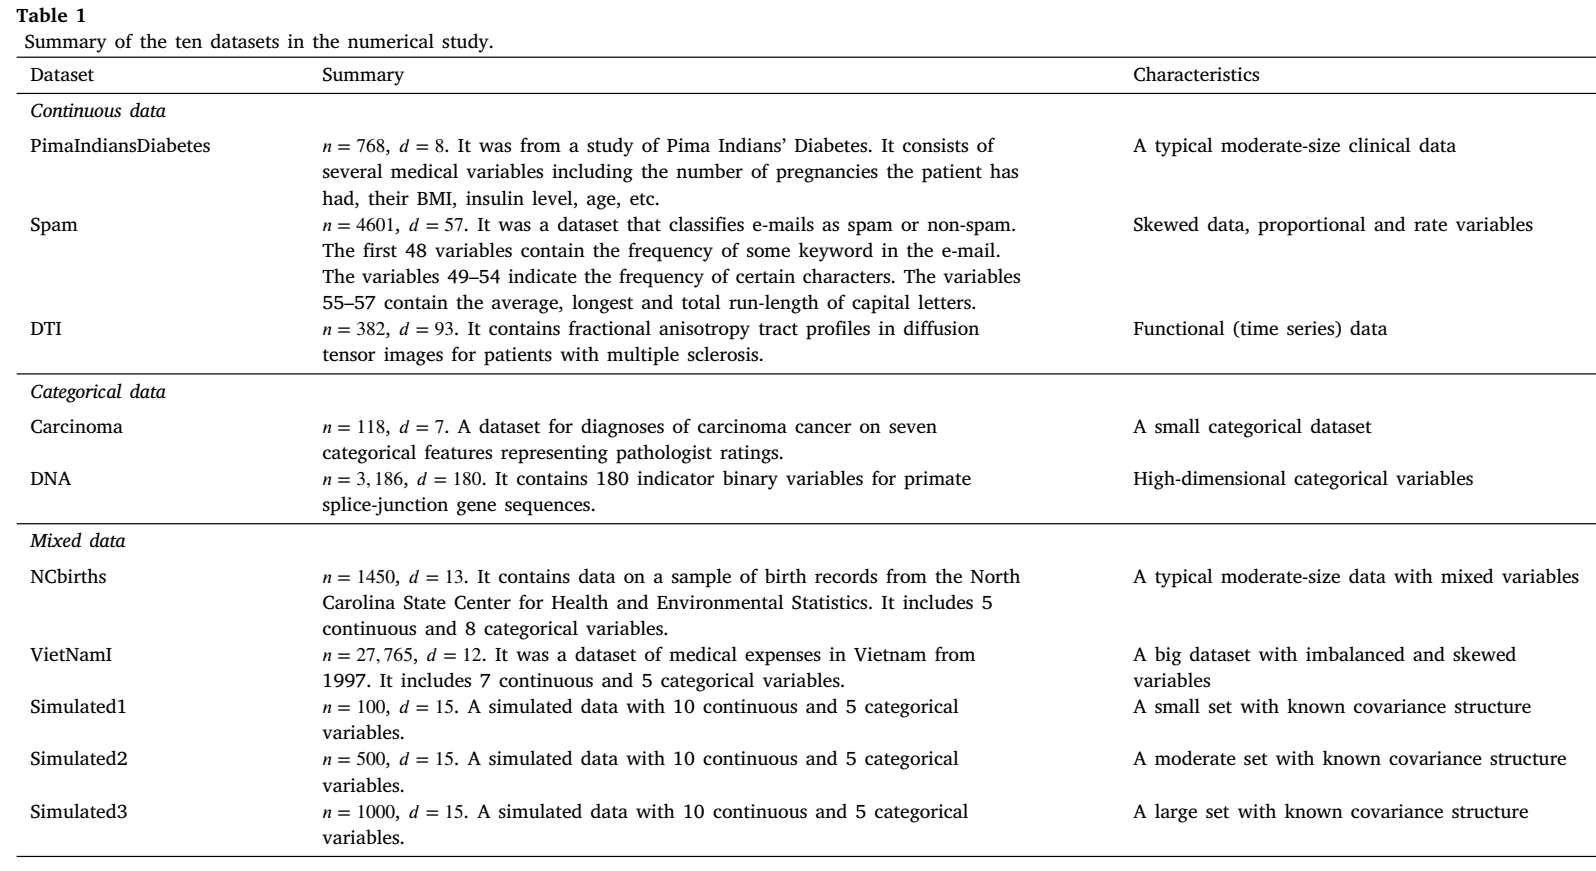 Table 1
Summary of the ten datasets in the numerical study.
Dataset Summary Characteristics
Continuous data
PimaIndiansDiabetes n = 768, d = 8. It was from a study of Pima Indians’ Diabetes. It consists of A typical moderate-size clinical data
several medical variables including the number of pregnancies the patient has
had, their BMI, insulin level, age, etc.
Spam n = 4601, d = 57. It was a dataset that classifies e-mails as spam or non-spam. Skewed data, proportional and rate variables
The first 48 variables contain the frequency of some keyword in the e-mail.
The variables 49–54 indicate the frequency of certain characters. The variables
55–57 contain the average, longest and total run-length of capital letters.
DTI n = 382, d = 93. It contains fractional anisotropy tract profiles in diffusion Functional (time series) data
tensor images for patients with multiple sclerosis.
Categorical data
Carcinoma n = 118, d = 7. A dataset for diagnoses of carcinoma cancer on seven A small categorical dataset
categorical features representing pathologist ratings.
DNA n = 3, 186, d = 180. It contains 180 indicator binary variables for primate High-dimensional categorical variables
splice-junction gene sequences.
Mixed data
NCbirths n = 1450, d = 13. It contains data on a sample of birth records from the North A typical moderate-size data with mixed variables
Carolina State Center for Health and Environmental Statistics. It includes 5
continuous and 8 categorical variables.
VietNamI n = 27, 765, d = 12. It was a dataset of medical expenses in Vietnam from A big dataset with imbalanced and skewed
1997. It includes 7 continuous and 5 categorical variables. variables
Simulated1 n = 100, d = 15. A simulated data with 10 continuous and 5 categorical A small set with known covariance structure
variables.
Simulated2 n = 500, d = 15. A simulated data with 10 continuous and 5 categorical A moderate set with known covariance structure
variables.
Simulated3 n = 1000, d = 15. A simulated data with 10 continuous and 5 categorical A large set with known covariance structure
variables.